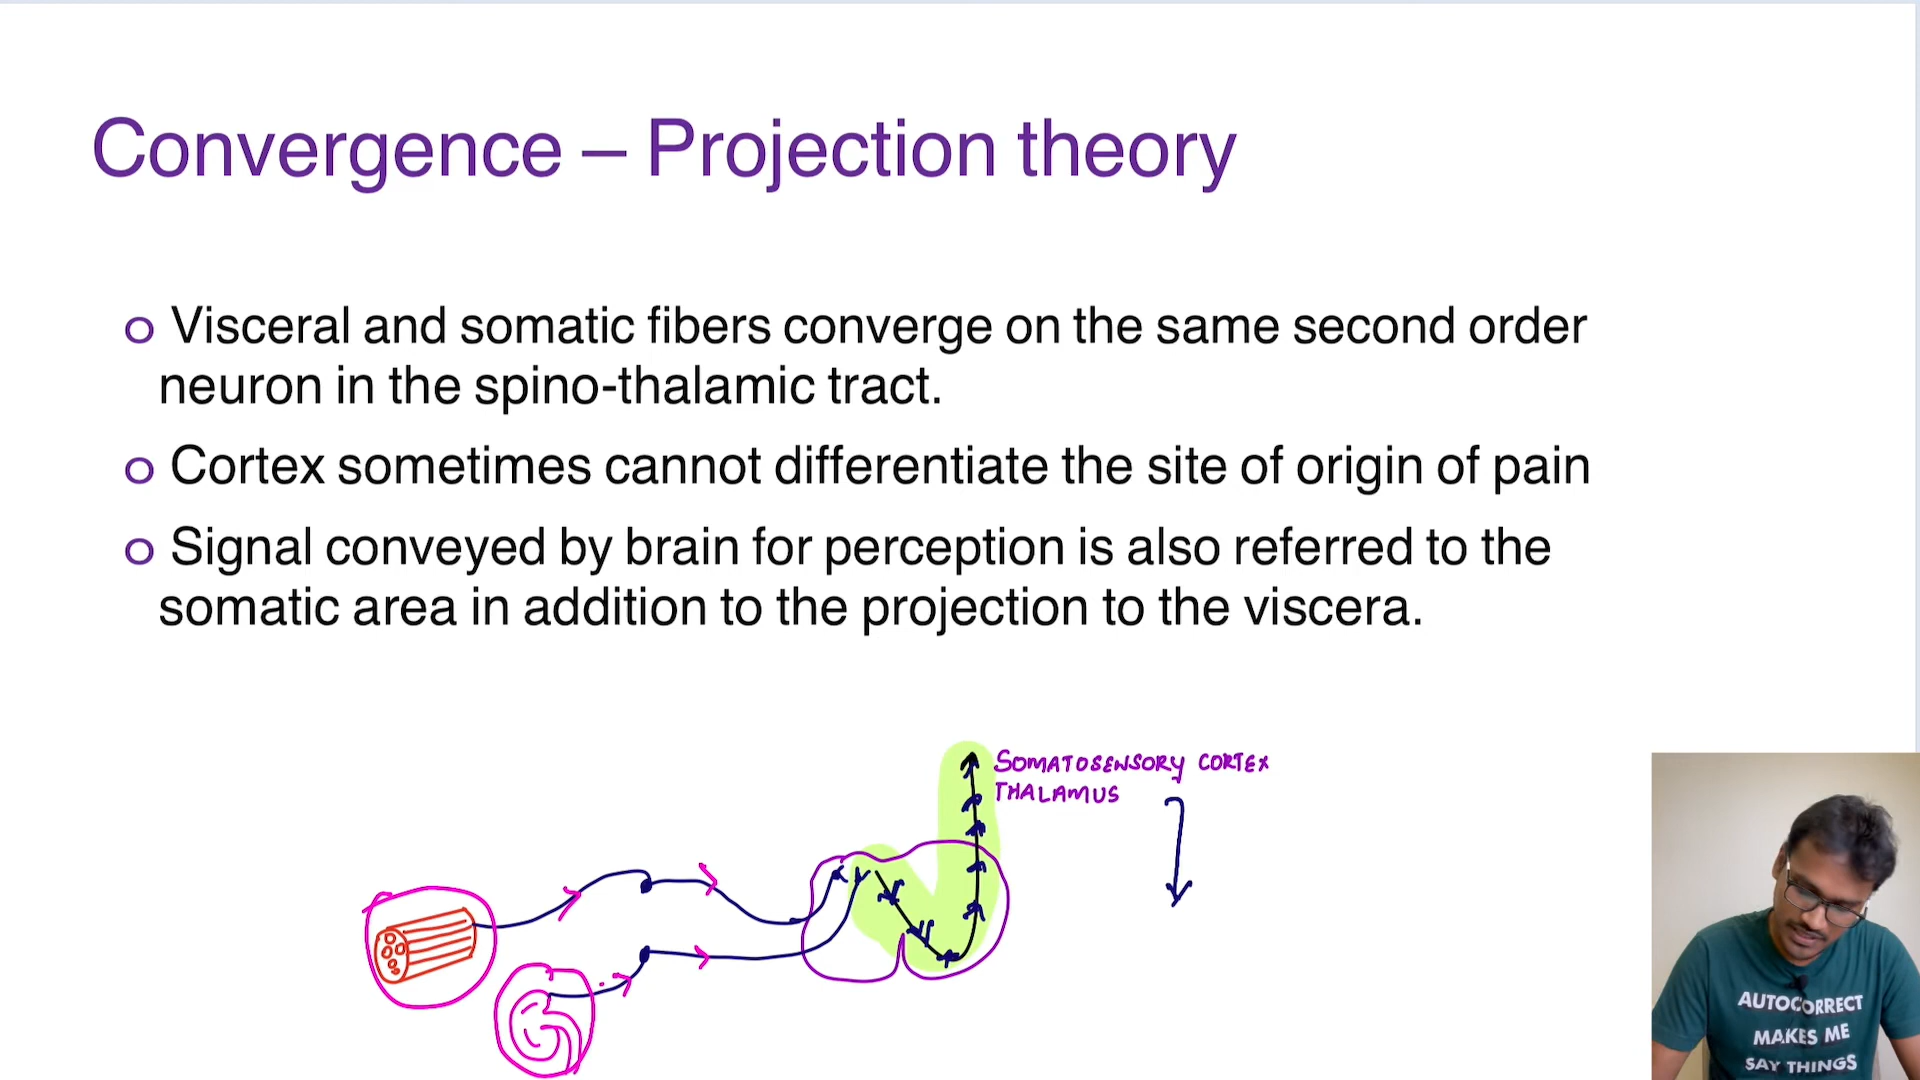 Convergence – Projection theory
o Visceral and somatic fibers converge on the same second order
neuron in the spino-thalamic tract.
o Cortex sometimes cannot differentiate the site of origin of pain
o Signal conveyed by brain for perception is also referred to the
somatic area in addition to the projection to the viscera.
SOMATOSENSORY CORTEX
THALAMUS
AUTOCORRECT
MAKES ME
SAY THINGS